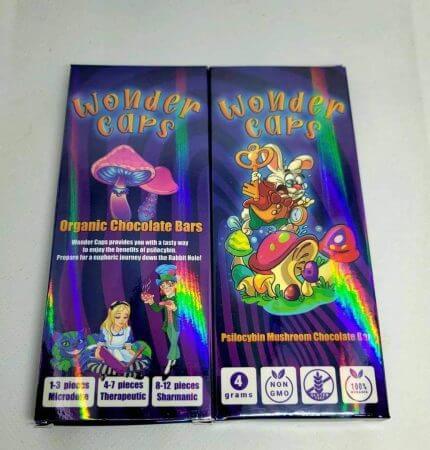 Wonder
Caps
Organic Chocolate Bars
Wonder Caps provides you with a tasty way
to enjoy the benefits of psilocybin.
Prepare for a euphoric journey down the Rabbit Hole!
1-3 pieces
Microdose
4-7 pieces
Therapeutic
8-12 pieces
Sharmanic
Wonder
Caps
Psilocybin Mushroom Chocolate Bar
4
grams
NON
GMO
100%